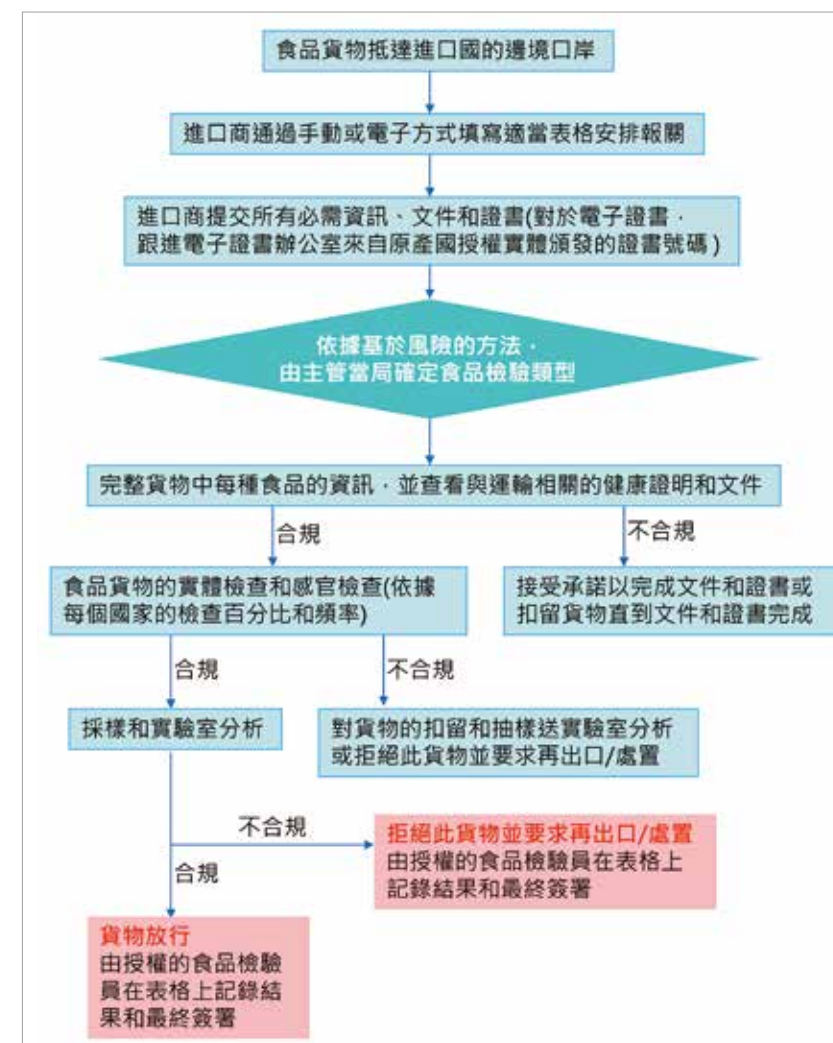 食品貨物抵達進口國的邊境口岸
進口商通過手動或電子方式填寫適當表格安排報關
進口商提交所有必需資訊、文件和證書(對於電子證書，
跟進電子證書辦公室來自原產國授權實體頒發的證書號碼)
依據基於風險的方法，
由主管當局確定食品檢驗類型
完整貨物中每種食品的資訊，並查看與運輸相關的健康證明和文件
合規
不合規
食品貨物的實體檢查和感官檢查(依據
每個國家的檢查百分比和頻率)
接受承諾以完成文件和證書或
扣留貨物直到文件和證書完成
合規
不合規
採樣和實驗室分析
對貨物的扣留和抽樣送實驗室分析
或拒絕此貨物並要求再出口/處置
不合規
拒絕此貨物並要求再出口/處置
由授權的食品檢驗員在表格上
記錄結果和最終簽署
合規
貨物放行
由授權的食品檢驗
員在表格上記錄結
果和最終簽署